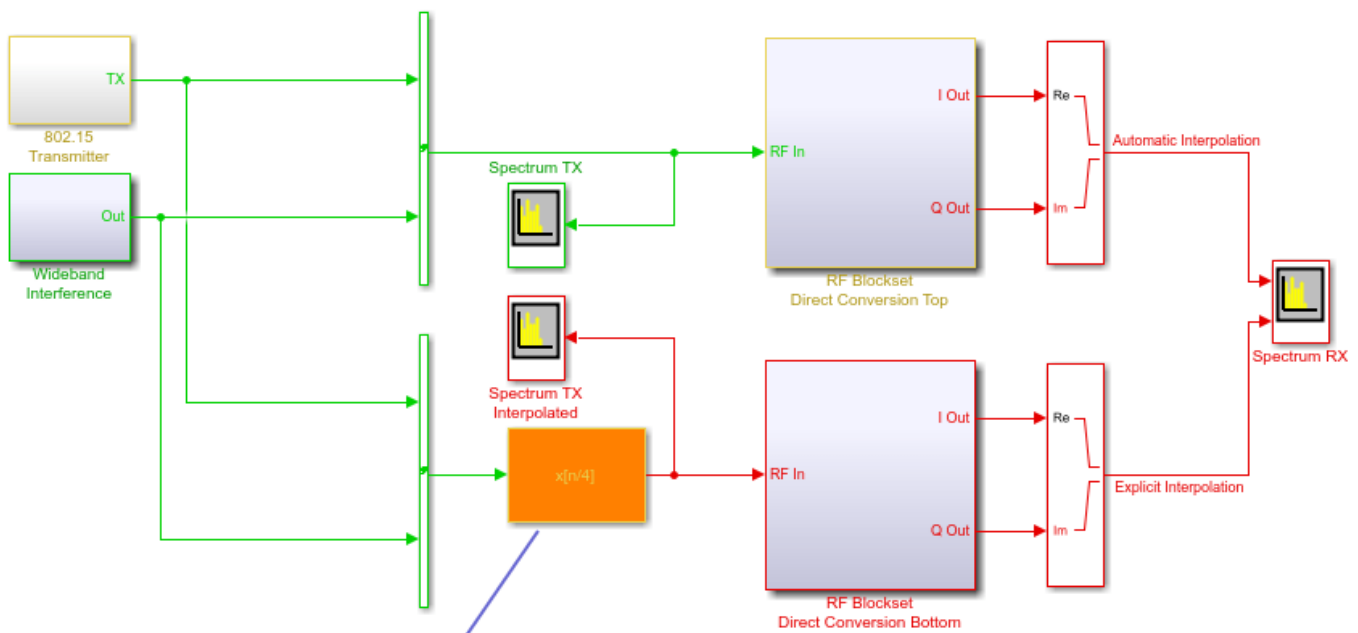 TX
802.15
Transmitter
Out
Wideband
Interference
Spectrum TX
RF In
I Out
Q Out
RF Blockset
Direct Conversion Top
Re
Im
Automatic Interpolation
Spectrum RX
Spectrum TX
Interpolated
x[n/4]
RF In
I Out
Q Out
RF Blockset
Direct Conversion Bottom
Re
Im
Explicit Interpolation